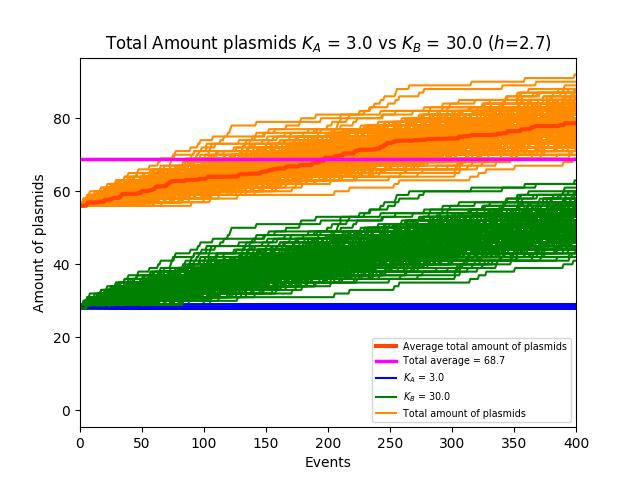 Total Amount plasmids K_A = 3.0 vs K_B = 30.0 (h=2.7)
Amount of plasmids
80
60
40
20
0
Average total amount of plasmids
Total average = 68.7
K_A = 3.0
K_B = 30.0
Total amount of plasmids
0 50 100 150 200 250 300 350 400
Events